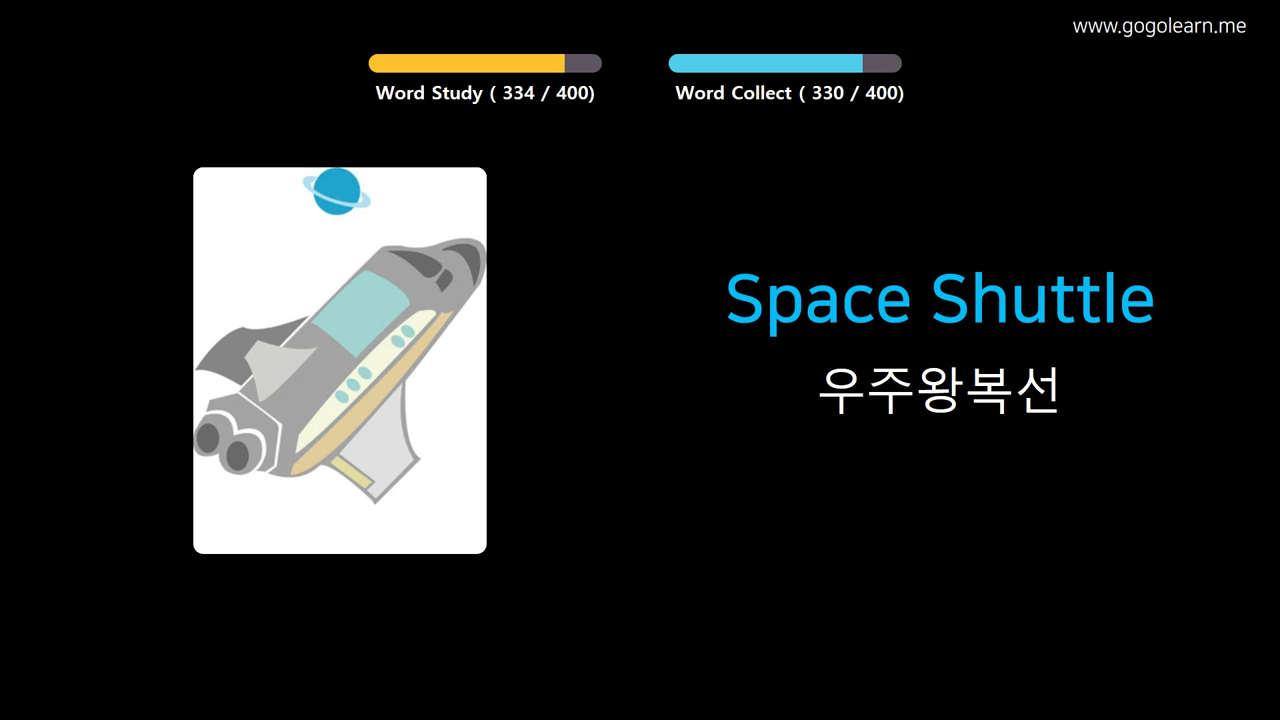 www.gogolearn.me
Word Study ( 334 / 400)
Word Collect ( 330 / 400)
Space Shuttle
우주왕복선